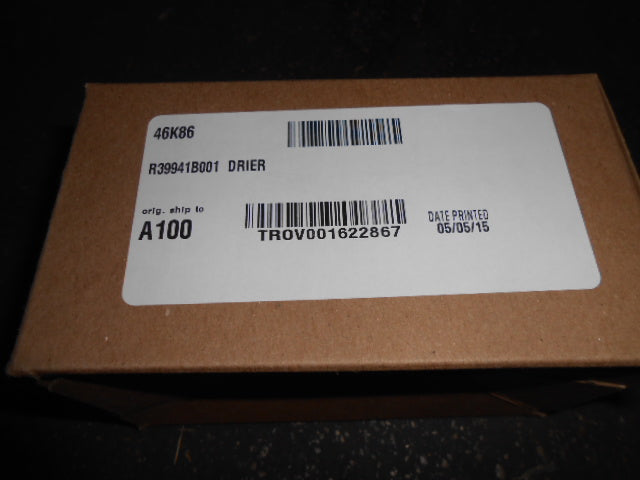 46K86
R39941B001 DRIER
orig. ship to
A100
TROV001622867
DATE PRINTED
05/05/15